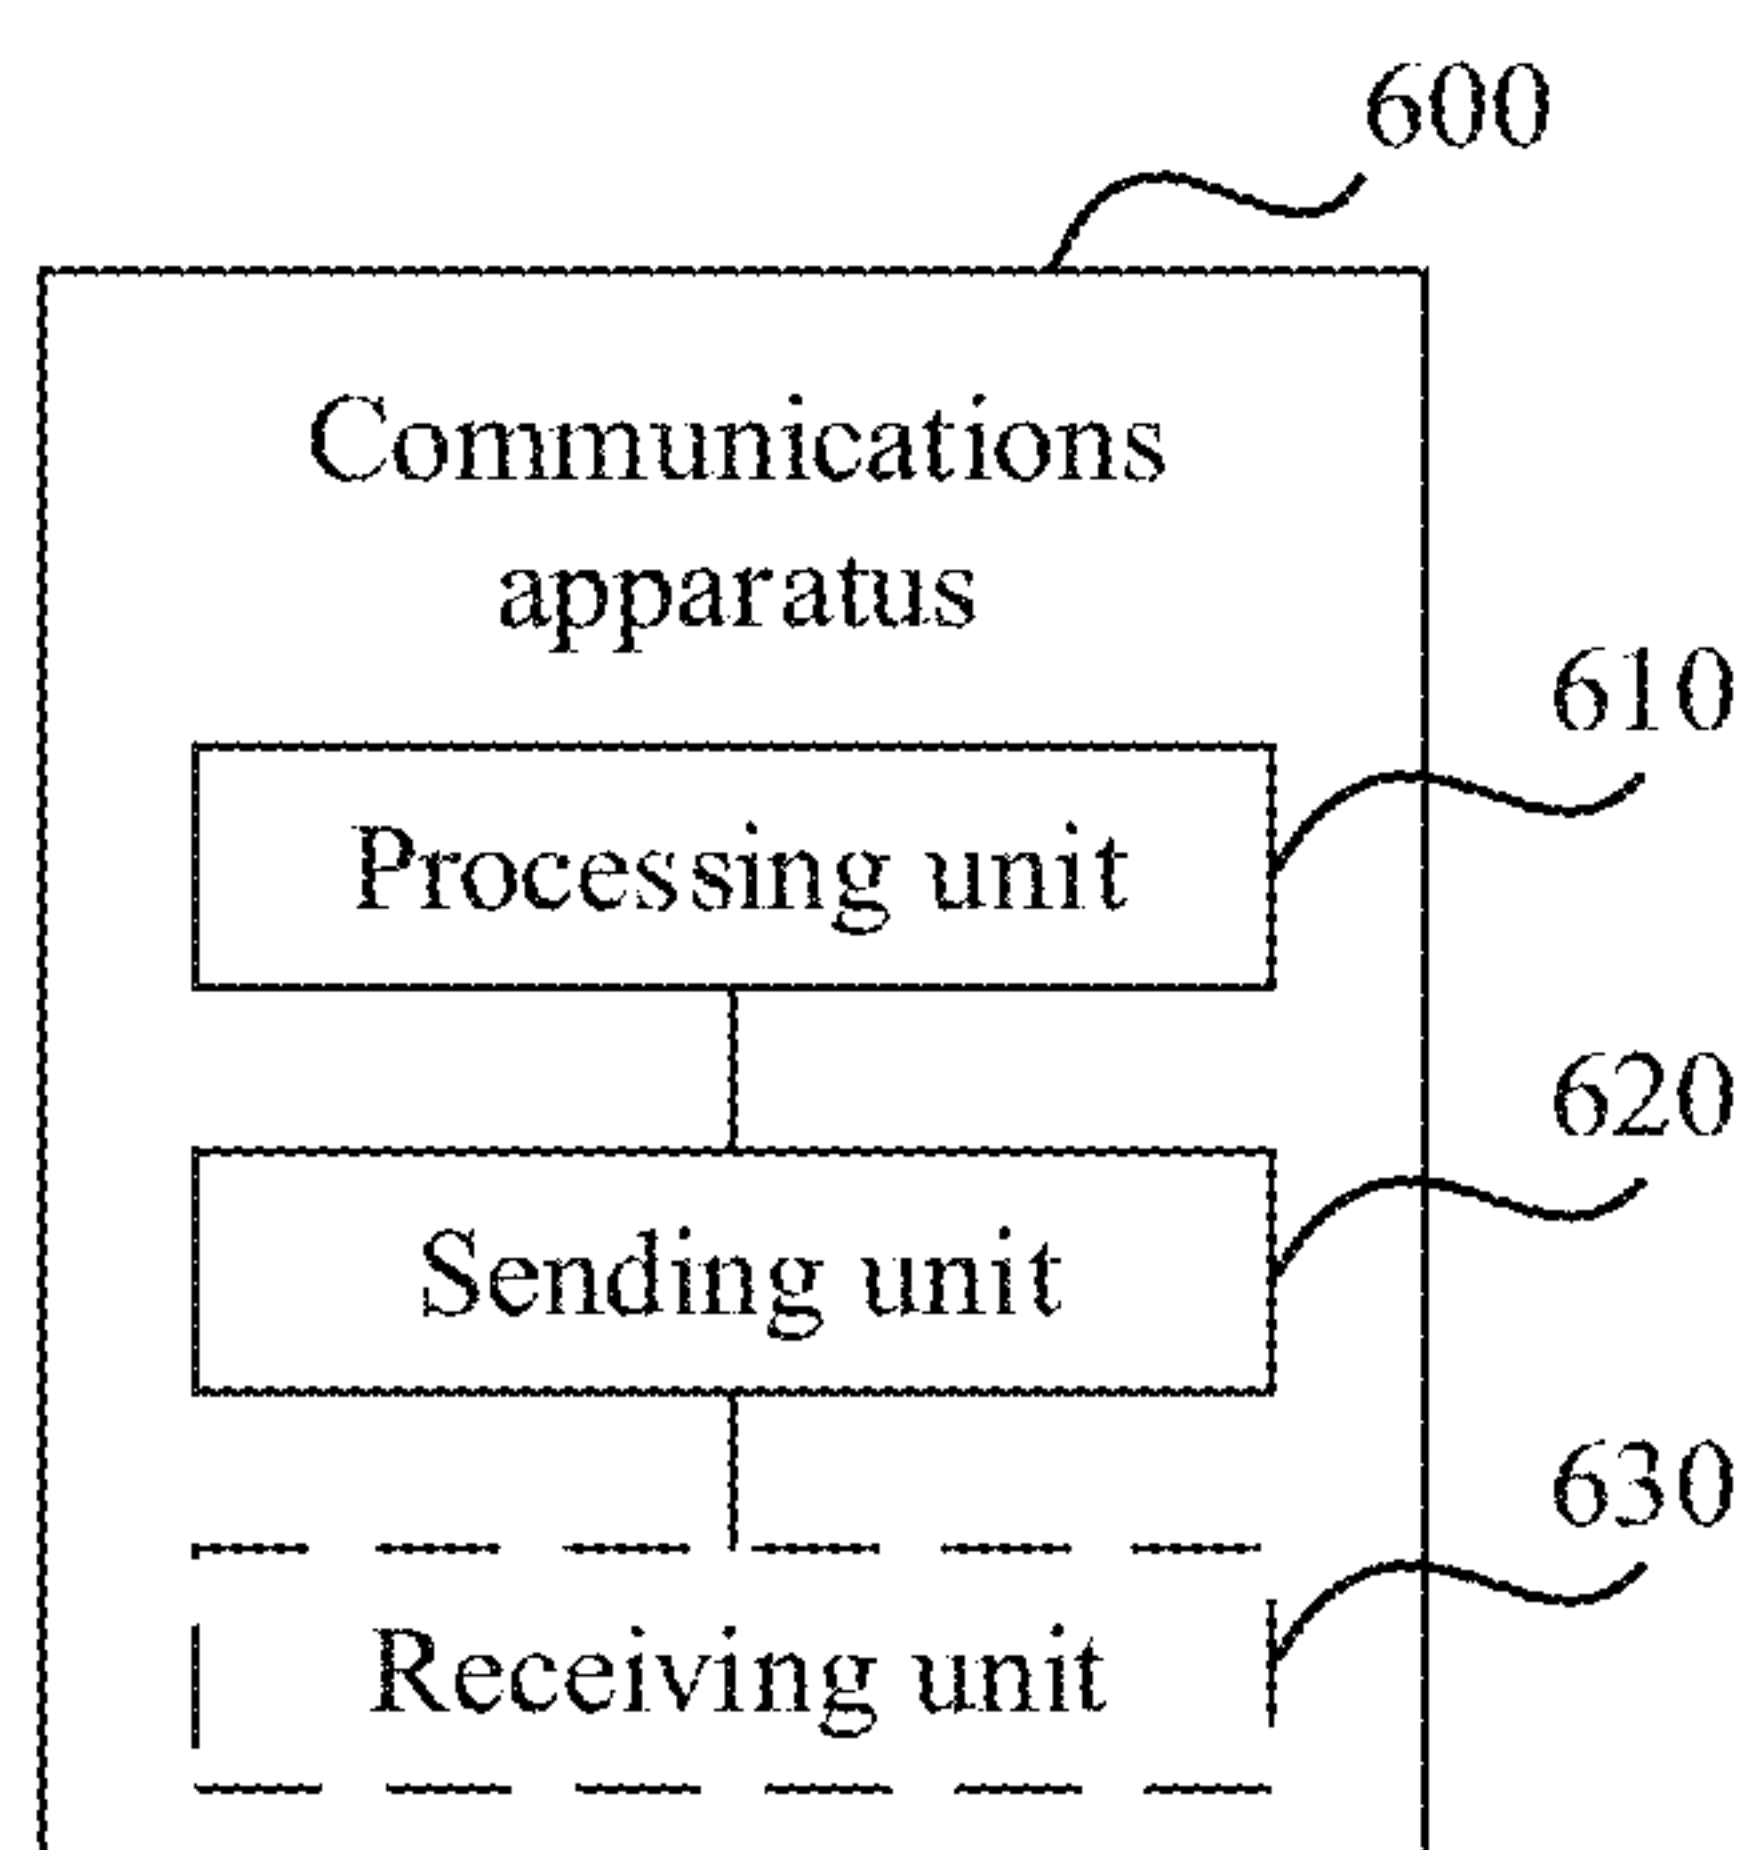 600
Communications
apparatus
610
Processing unit
620
Sending unit
630
Receiving unit